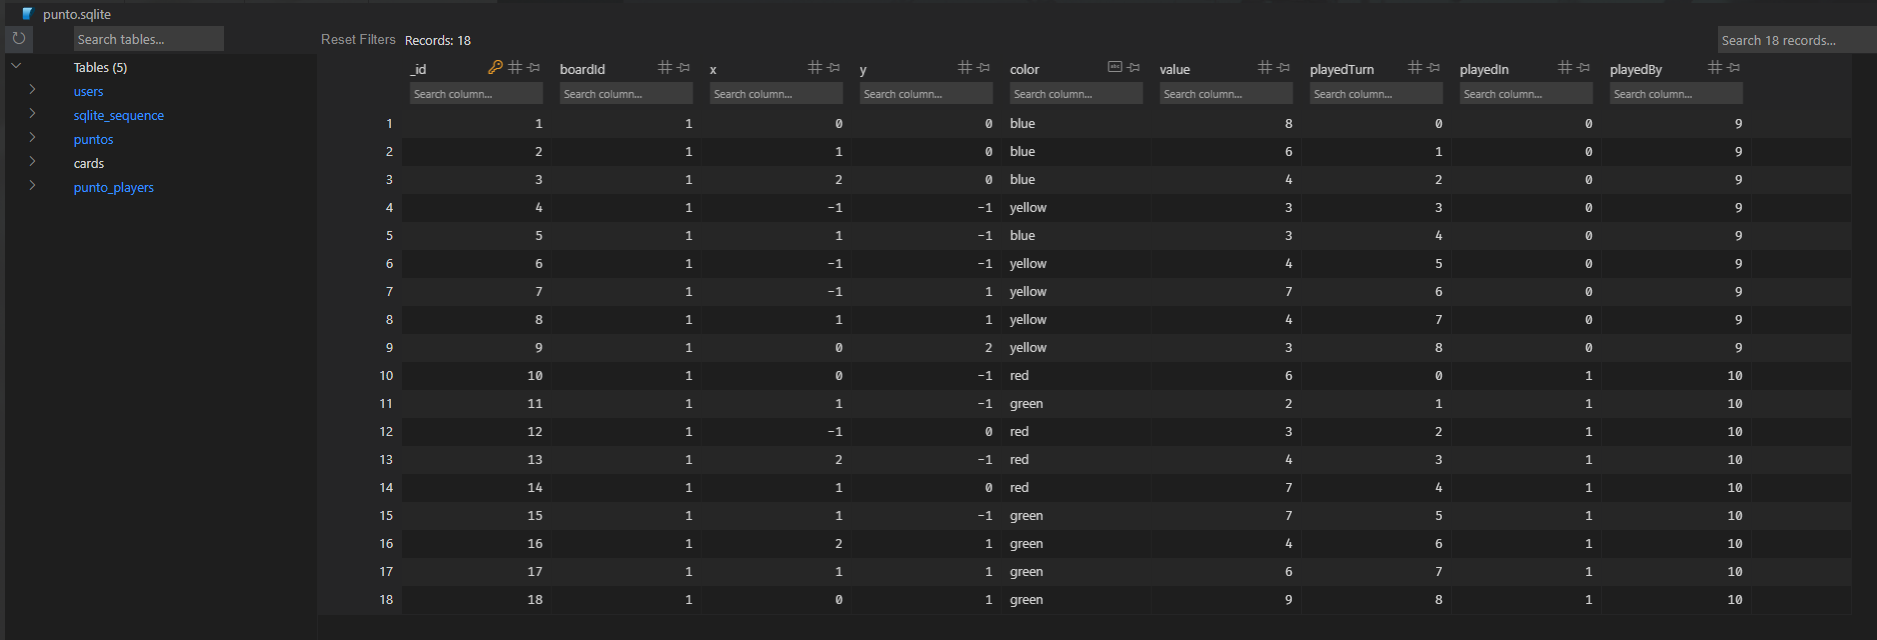 punto.sqlite
Search tables...
Reset Filters Records: 18
Search 18 records...
Tables (5)
users
sqlite_sequence
puntos
cards
punto_players
_id boardId x y color value playedTurn playedIn playedBy
Search column... Search column... Search column... Search column... Search column... Search column... Search column... Search column... Search column...
1 1 1 0 0 blue 8 0 0 9
2 2 1 1 0 blue 6 1 0 9
3 3 1 2 0 blue 4 2 0 9
4 4 1 -1 -1 yellow 3 3 0 9
5 5 1 1 -1 blue 3 4 0 9
6 6 1 -1 -1 yellow 4 5 0 9
7 7 1 -1 1 yellow 7 6 0 9
8 8 1 1 1 yellow 4 7 0 9
9 9 1 0 2 yellow 3 8 0 9
10 10 1 0 -1 red 6 0 1 10
11 11 1 1 -1 green 2 1 1 10
12 12 1 -1 0 red 3 2 1 10
13 13 1 2 -1 red 4 3 1 10
14 14 1 1 0 red 7 4 1 10
15 15 1 1 -1 green 7 5 1 10
16 16 1 2 1 green 4 6 1 10
17 17 1 1 1 green 6 7 1 10
18 18 1 0 1 green 9 8 1 10